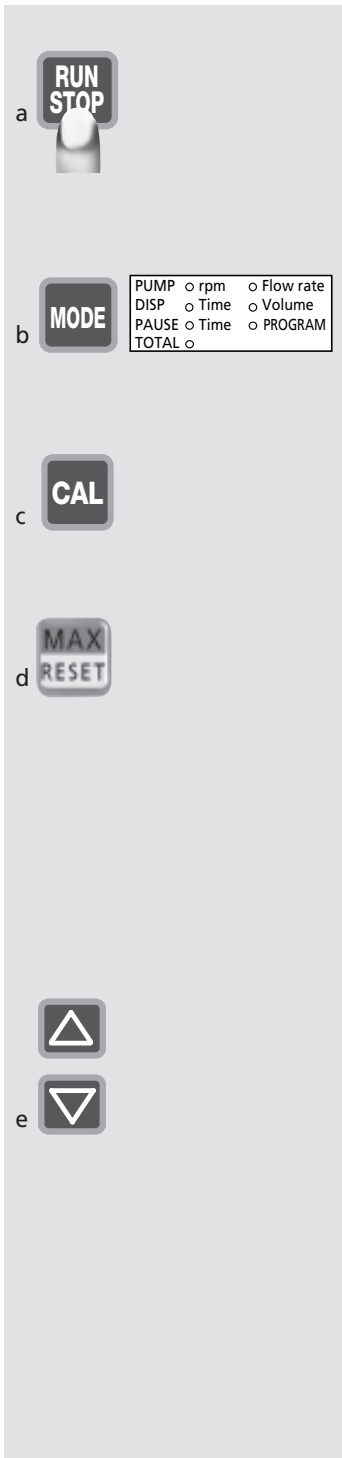 a
RUN
STOP
b
MODE
PUMP rpm Flow rate
DISP Time Volume
PAUSE Time PROGRAM
TOTAL
c
CAL
d
MAX
RESET
e